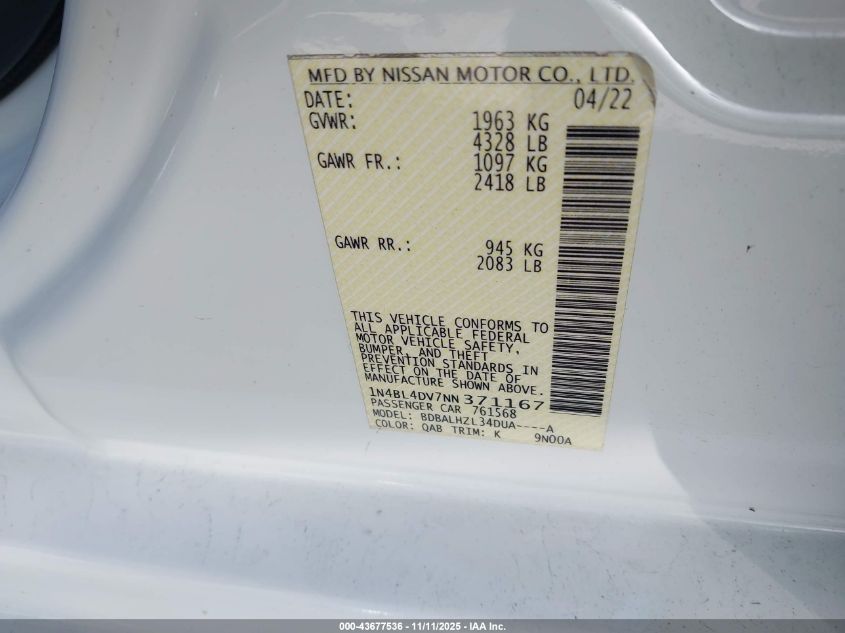 MFD BY NISSAN MOTOR CO., LTD.
DATE: 04/22
GVWR: 1963 KG
4328 LB
GAWR FR.: 1097 KG
2418 LB
GAWR RR.: 945 KG
2083 LB
THIS VEHICLE CONFORMS TO
ALL APPLICABLE FEDERAL
MOTOR VEHICLE SAFETY,
BUMPER, AND THEFT
PREVENTION STANDARDS IN
EFFECT ON THE DATE OF
MANUFACTURE SHOWN ABOVE.
1N4BL4DV7NN 371167
PASSENGER CAR 761568
MODEL: BDBALHZL34DUA----A
COLOR: QAB TRIM: K 9N00A
000-43677536 - 11/11/2025 - IAA Inc.